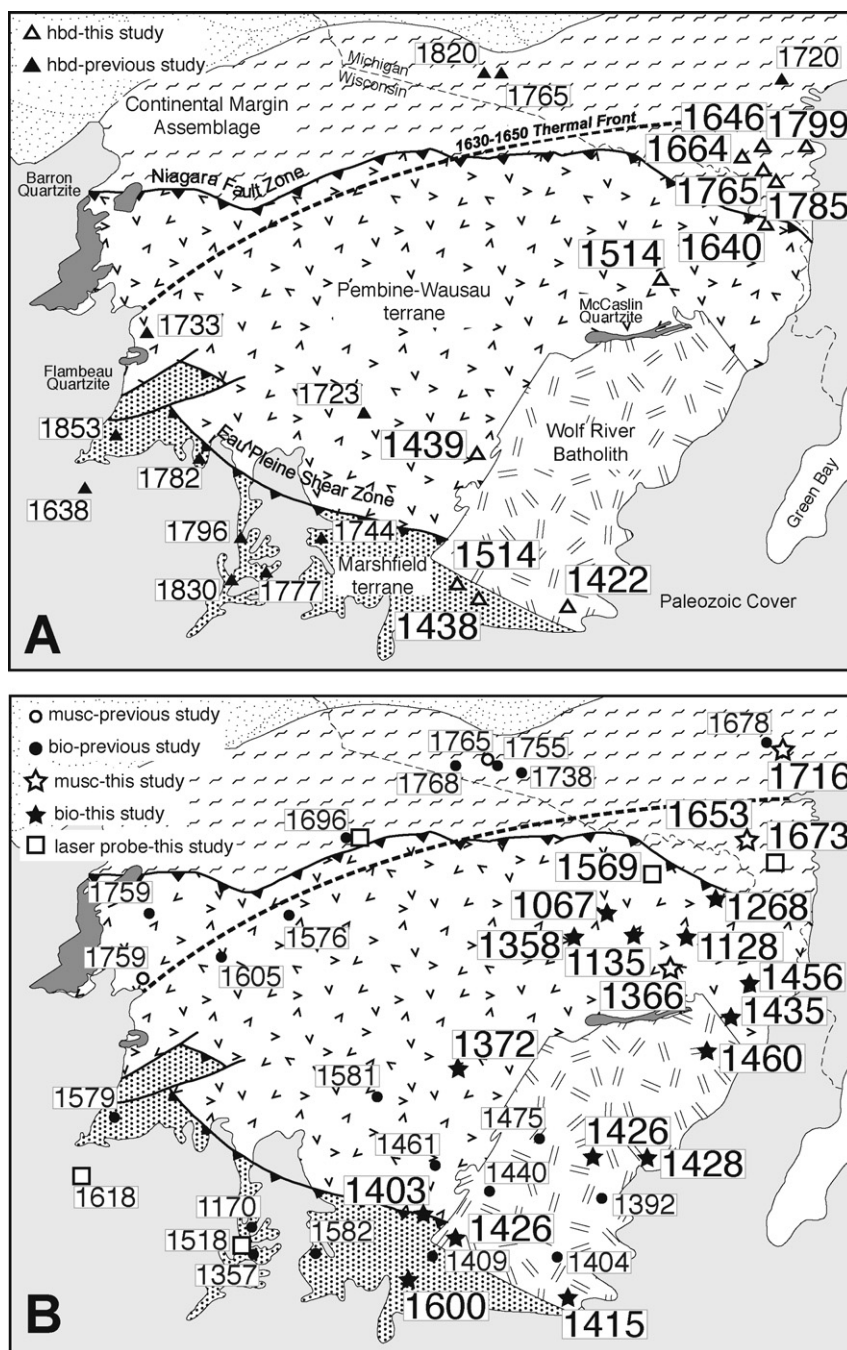 hbd-this study
hbd-previous study
1820
1765
1720
Michigan
Wisconsin
Continental Margin
Assemblage
1630-1650 Thermal Front
1646
1799
1664
Barron
Quartzite
Niagara Fault Zone
1765
1785
1640
1514
Pembine-Wausau
terrane
McCaslin
Quartzite
1733
Flambeau
Quartzite
1723
1853
1439
Wolf River
Batholith
Eau Pleine Shear Zone
1782
1638
Green Bay
1796
1744
1514
Marshfield
terrane
1422
1830
1777
1438
Paleozoic Cover
A
musc-previous study
bio-previous study
musc-this study
bio-this study
laser probe-this study
1765
1755
1768
1738
1678
1716
1653
1696
1673
1569
1759
1067
1268
1576
1358
1135
1128
1759
1605
1366
1456
1435
1372
1460
1581
1579
1475
1426
1461
1428
1618
1440
1403
1392
1170
1426
1518
1582
1409
1404
1357
1600
1415
B